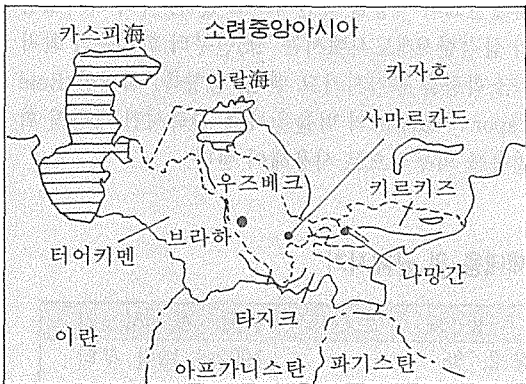 소련중앙아시아
카스피海
아랄海
카자흐
사마르칸드
우즈베크
키르키즈
브라하
터어키멘
나망간
타지크
이란
아프가니스탄
파기스탄